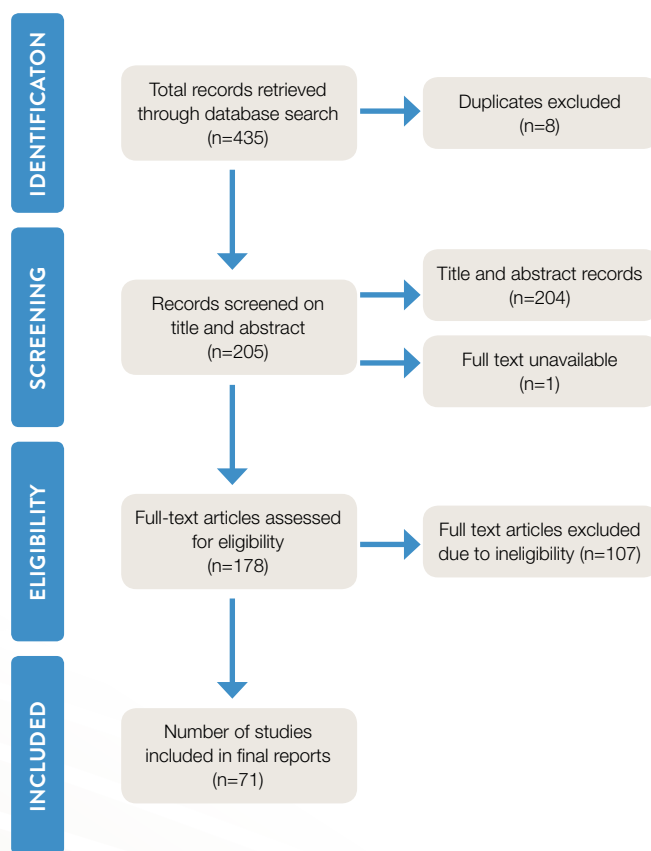 IDENTIFICATON
Total records retrieved
through database search
(n=435)
Duplicates excluded
(n=8)
SCREENING
Records screened on
title and abstract
(n=205)
Title and abstract records
(n=204)
Full text unavailable
(n=1)
ELIGIBILITY
Full-text articles assessed
for eligibility
(n=178)
Full text articles excluded
due to ineligibility (n=107)
INCLUDED
Number of studies
included in final reports
(n=71)